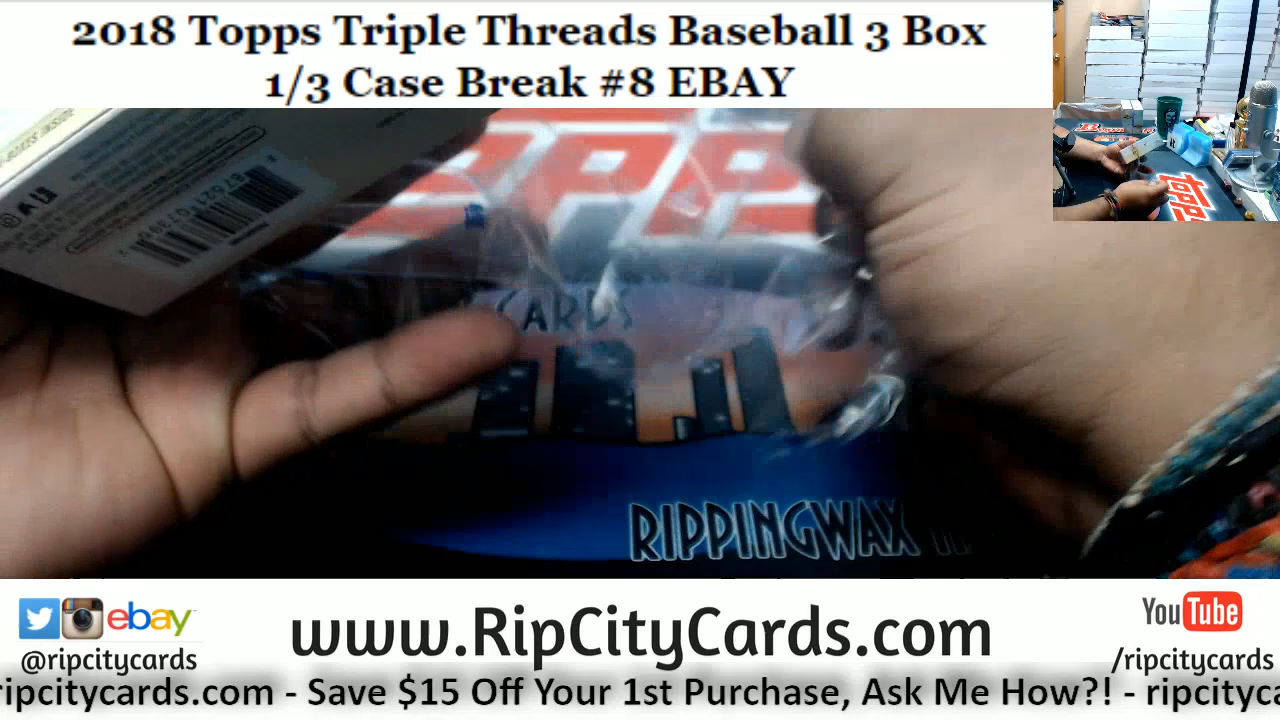 2018 Topps Triple Threads Baseball 3 Box
1/3 Case Break #8 EBAY
CARDS
RIPPINGWAX
ebay
@ripcitycards
www.RipCityCards.com
YouTube
/ripcitycards
ripcitycards.com - Save $15 Off Your 1st Purchase, Ask Me How?! - ripcityca